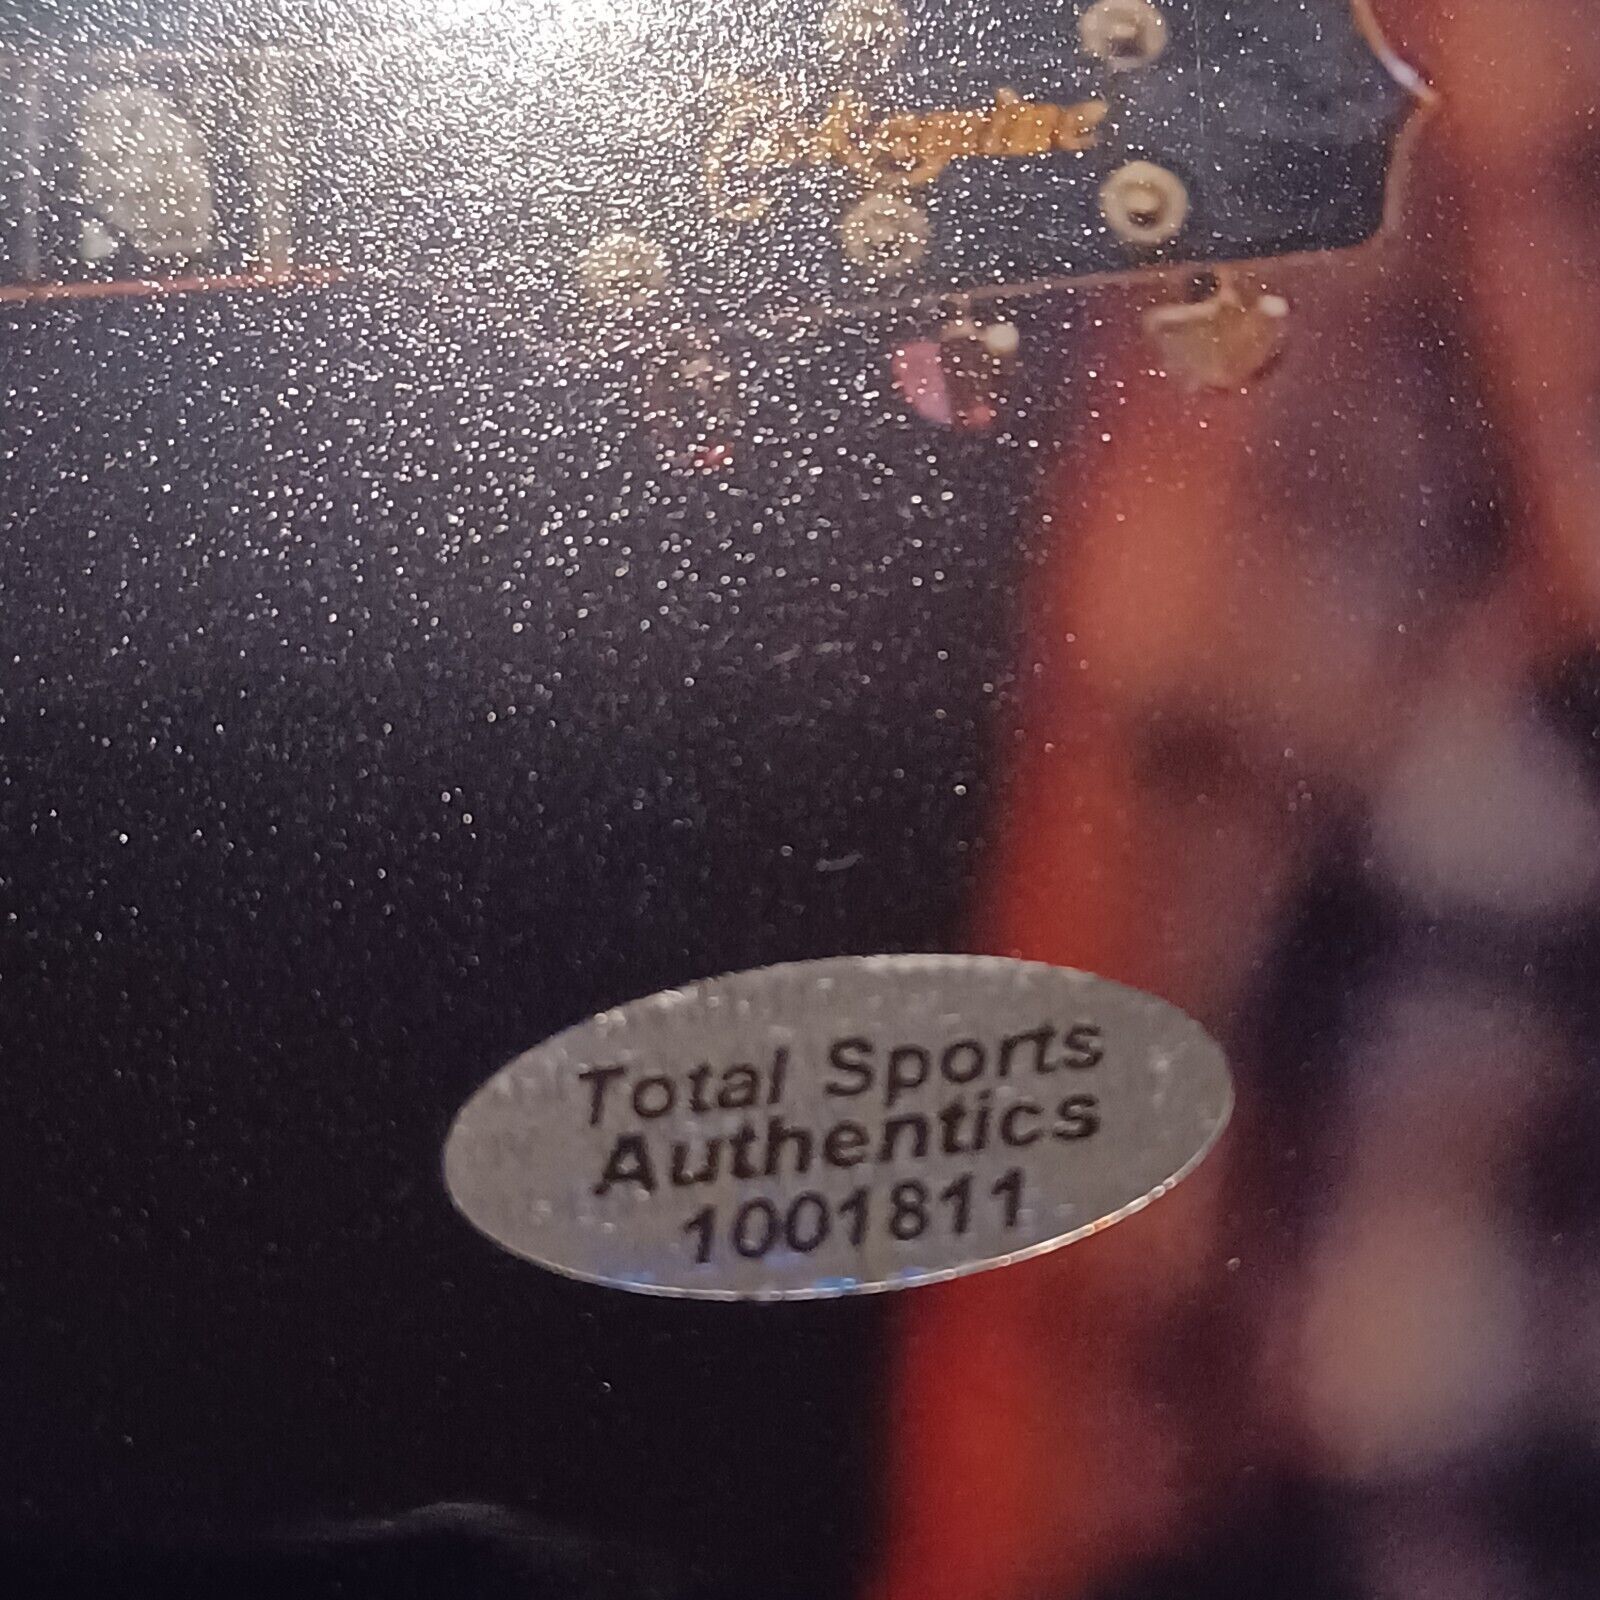 Total Sports
Authentics
1001811